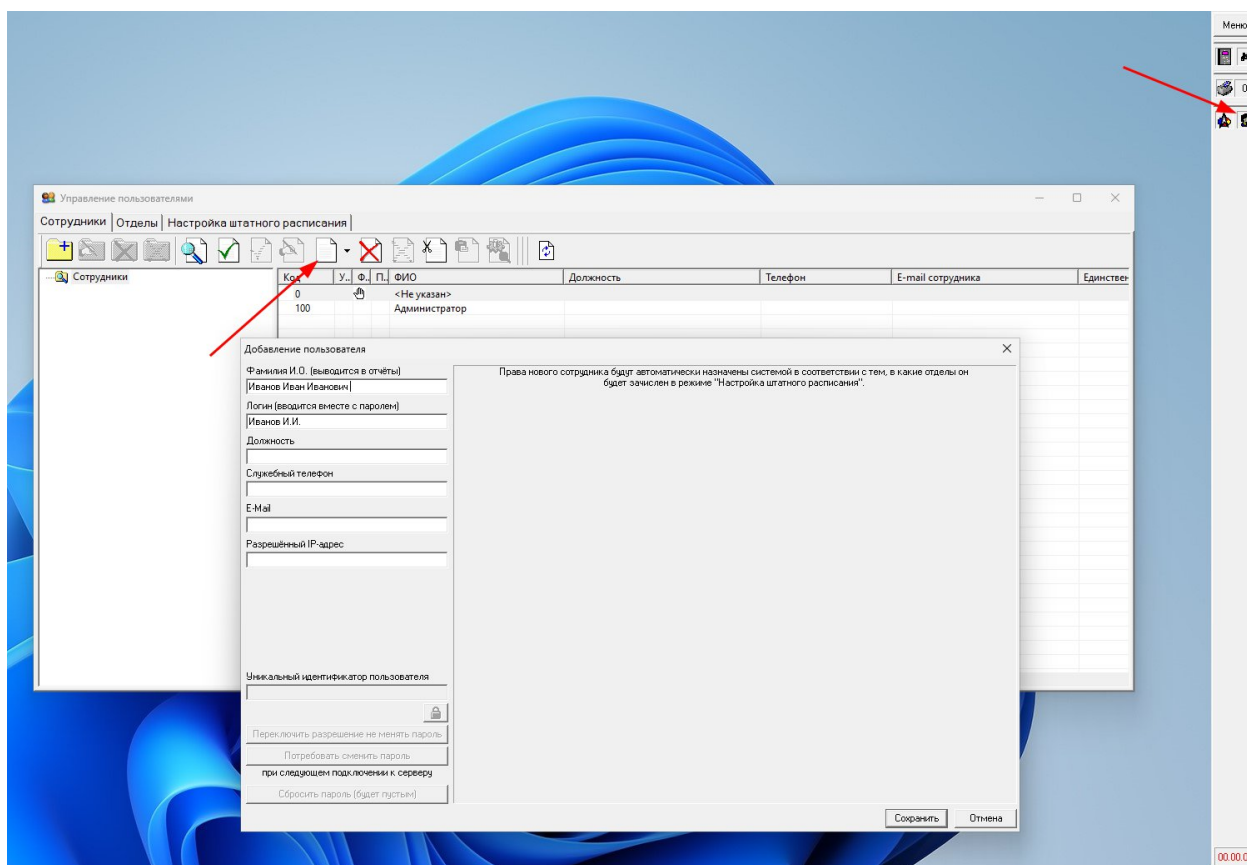 Меню
Управление пользователями
Сотрудники Отделы Настройка штатного расписания
Сотрудники
Код У.. Ф.. П.. ФИО Должность Телефон E-mail сотрудника Единствен
0 <Не указан>
100 Администратор
Добавление пользователя
Фамилия И.О. (выводится в отчёты)
Иванов Иван Иванович
Логин (вводится вместе с паролем)
Иванов И.И.
Должность
Служебный телефон
E-Mail
Разрешённый IP-адрес
Уникальный идентификатор пользователя
Переключить разрешение не менять пароль
Потребовать сменить пароль
при следующем подключении к серверу
Сбросить пароль (будет пустым)
Права нового сотрудника будут автоматически назначены системой в соответствии с тем, в какие отделы он
будет зачислен в режиме "Настройка штатного расписания".
Сохранить Отмена
00.00.0